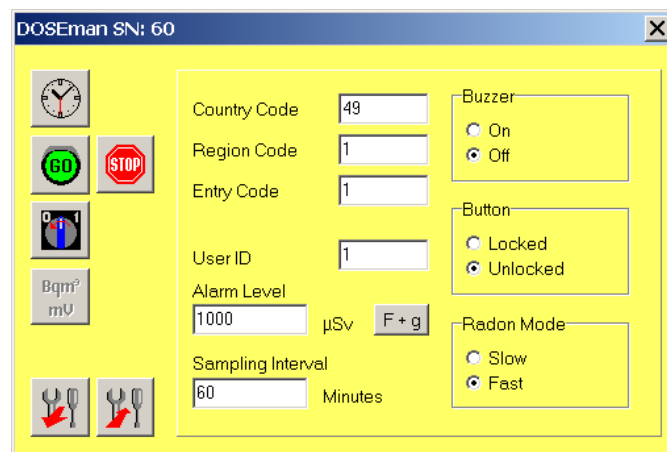 DOSEman SN: 60
GO
STOP
0 1
Bqm³
mV
Country Code 49
Region Code 1
Entry Code 1
User ID 1
Alarm Level
1000 µSv F + g
Sampling Interval
60 Minutes
Buzzer
On
Off
Button
Locked
Unlocked
Radon Mode
Slow
Fast